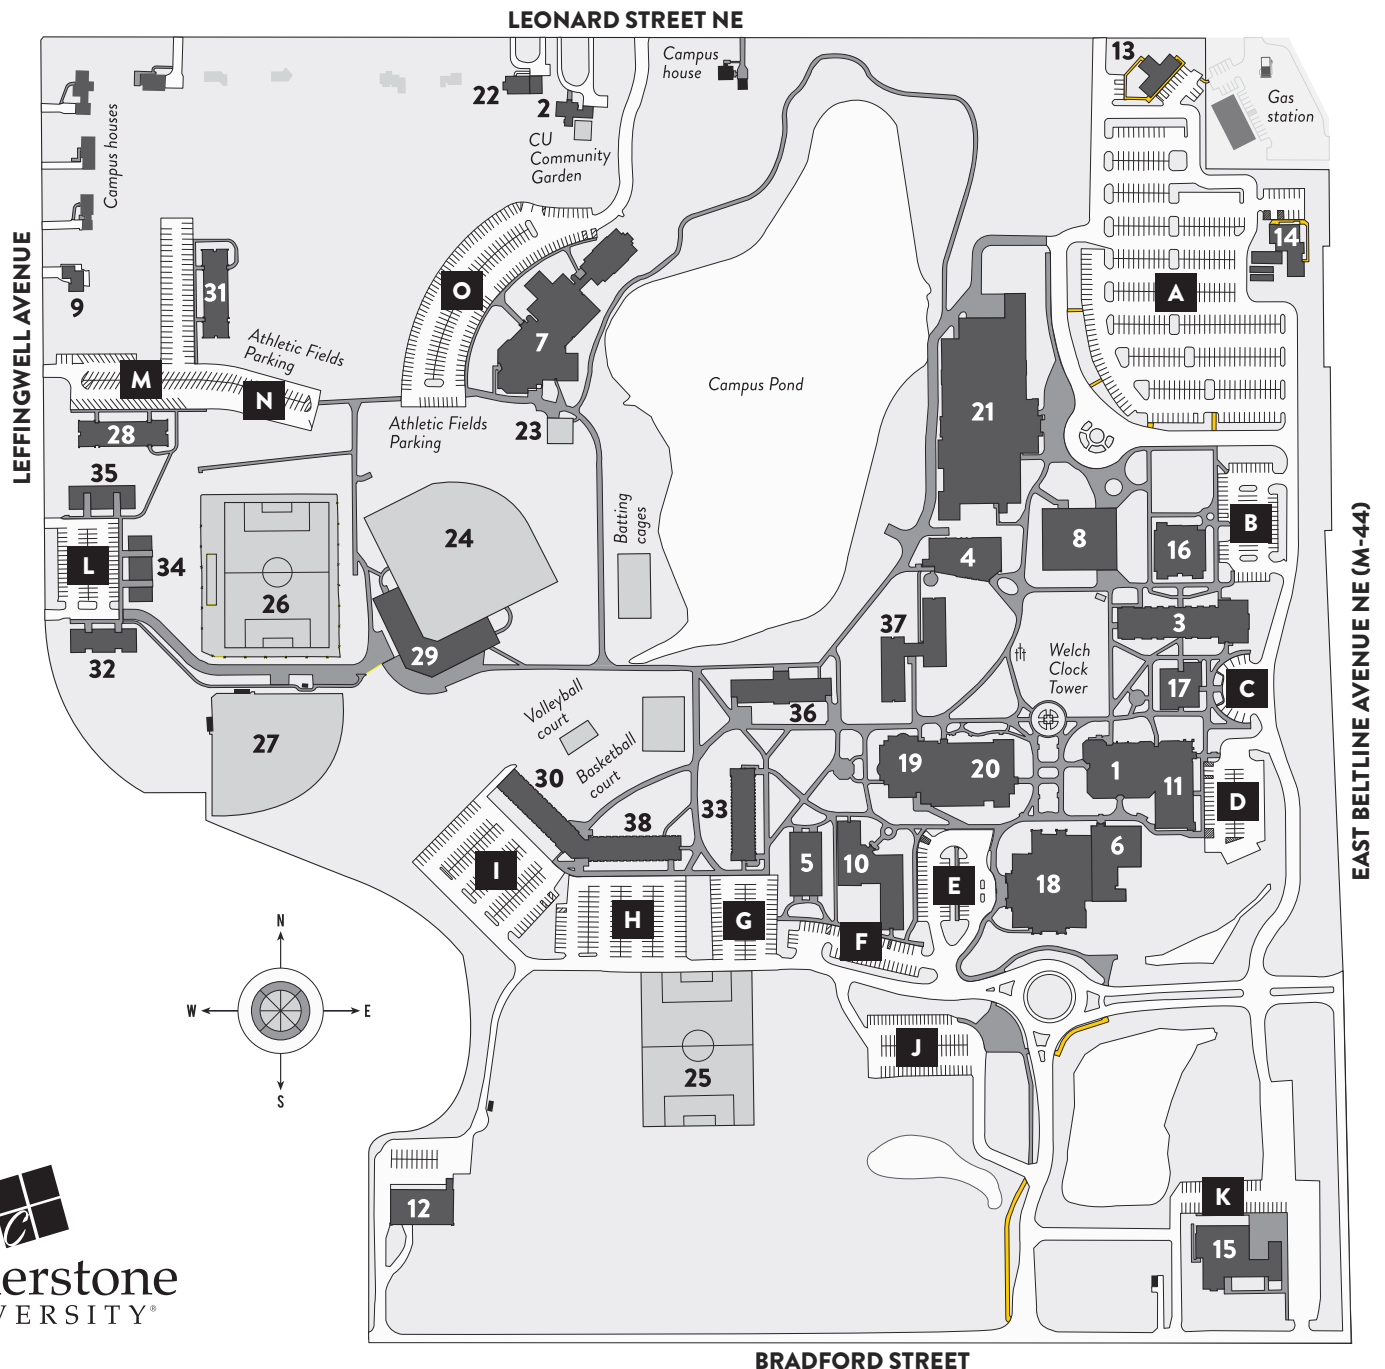 LEONARD STREET NE
13
Campus
house
22
2
CU
Community
Garden
Gas
station
Campus houses
14
LEFFINGWELL AVENUE
9
31
O
A
7
Athletic Fields
Parking
M
N
Campus Pond
21
28
23
Athletic Fields
Parking
35
24
Batting
cages
B
EAST BELTLINE AVENUE NE (M-44)
8
16
4
L
34
26
37
3
32
29
Welch
Clock
Tower
17
C
Volleyball
court
36
27
Basketball
court
30
19
20
1
11
D
38
33
5
10
6
I
E
18
H
G
F
N
W
E
S
J
25
K
12
15
erstone
VERSITY®
BRADFORD STREET